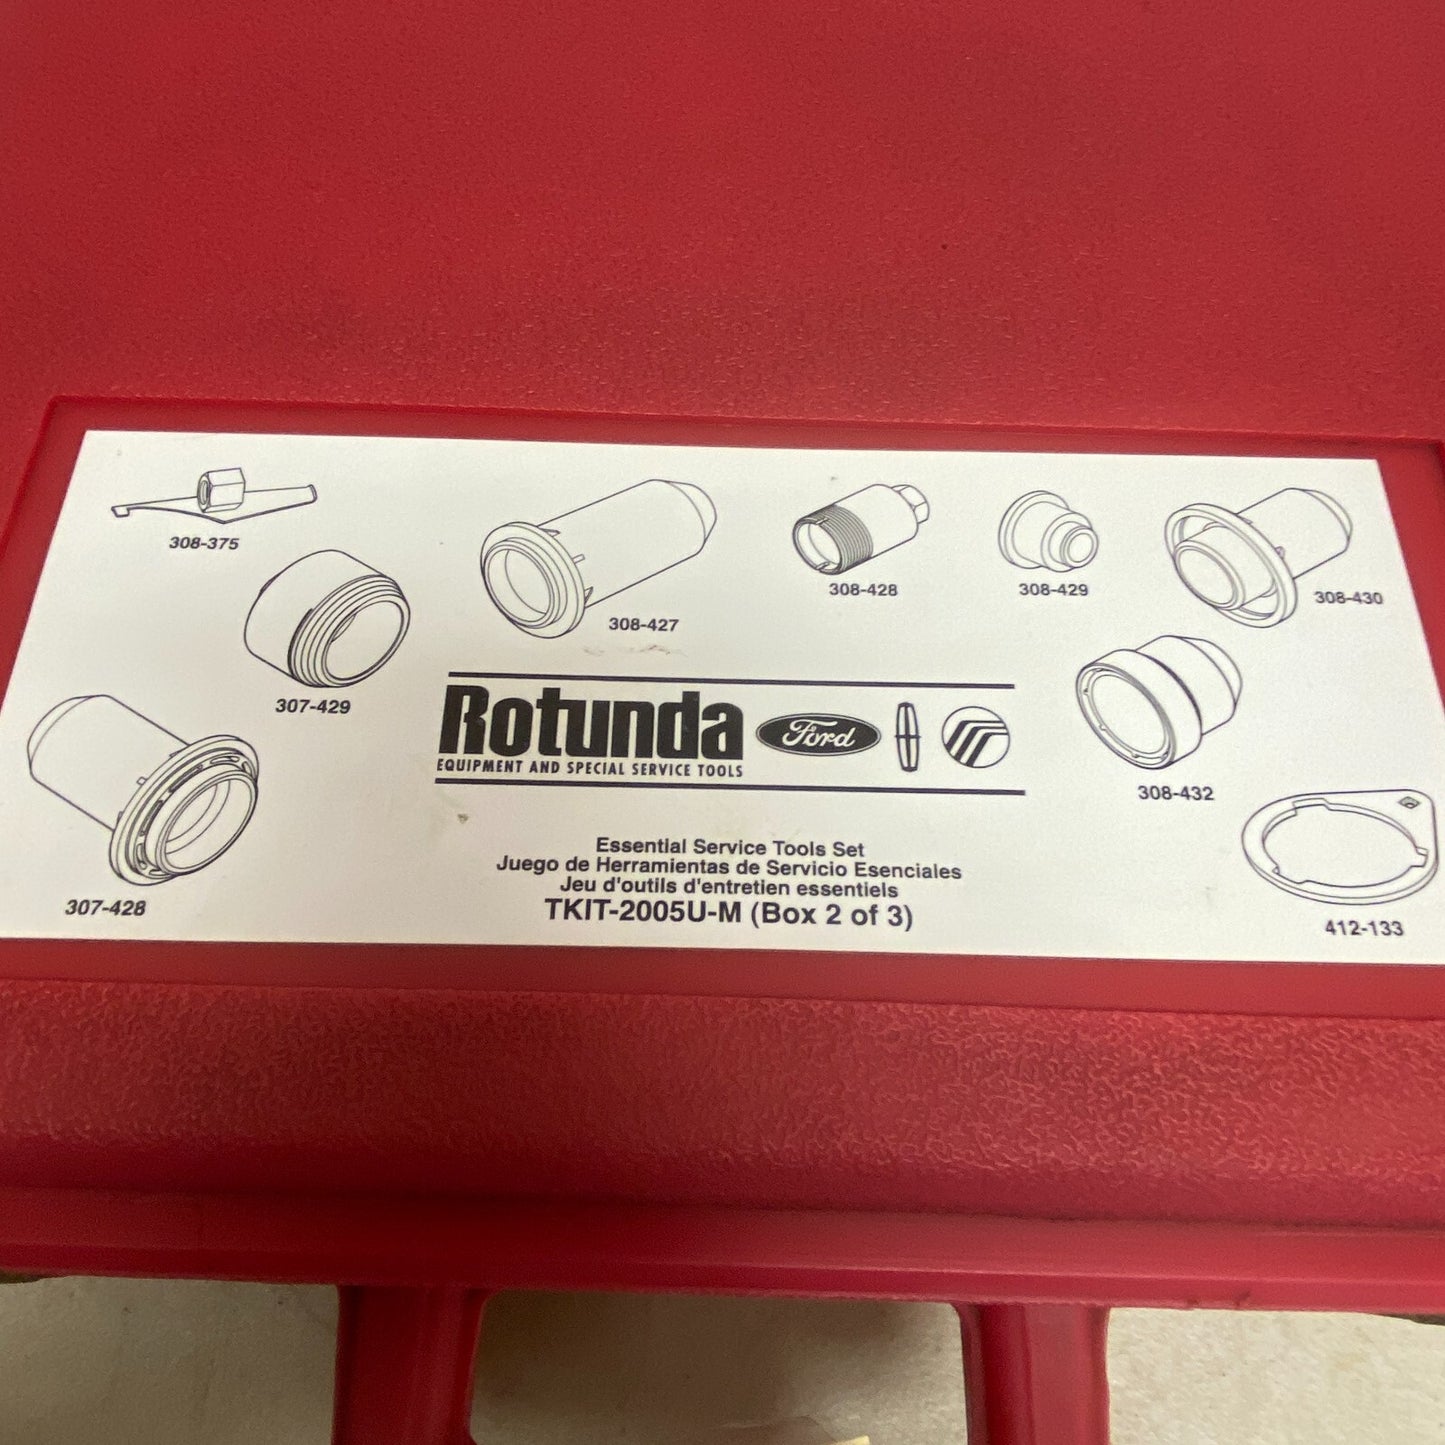 308-375
308-427
308-428
308-429
308-430
307-429
307-428
Rotunda
EQUIPMENT AND SPECIAL SERVICE TOOLS
Ford
308-432
412-133
Essential Service Tools Set
Juego de Herramientas de Servicio Esenciales
Jeu d'outils d'entretien essentiels
TKIT-2005U-M (Box 2 of 3)